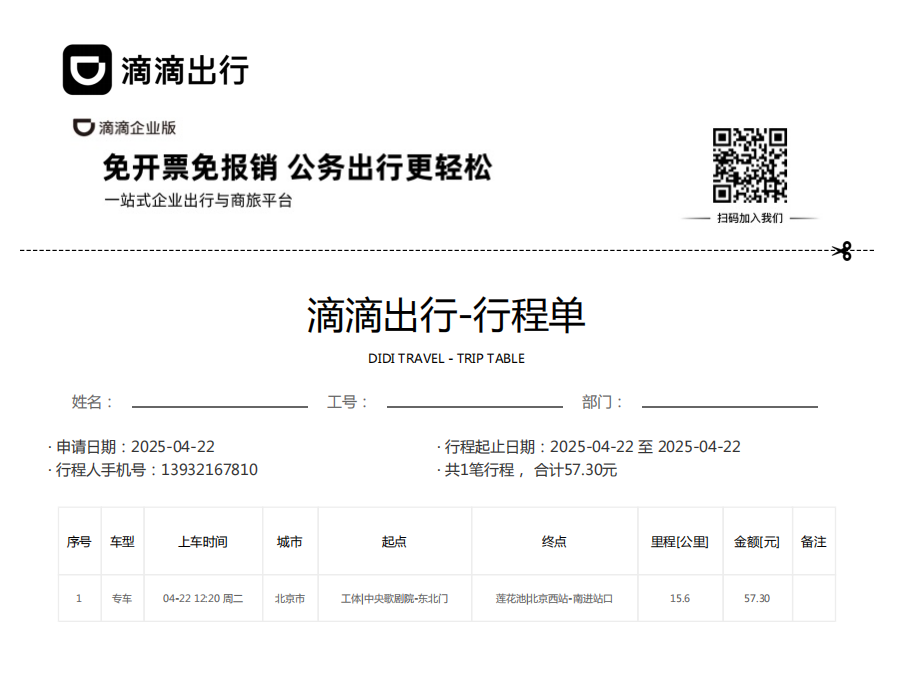 滴滴出行
滴滴企业版
免开票免报销 公务出行更轻松
一站式企业出行与商旅平台
扫码加入我们
滴滴出行-行程单
DIDI TRAVEL - TRIP TABLE
姓名： 工号： 部门：
· 申请日期：2025-04-22 · 行程起止日期：2025-04-22 至 2025-04-22
· 行程人手机号：13932167810 · 共1笔行程， 合计57.30元
序号 车型 上车时间 城市 起点 终点 里程[公里] 金额[元] 备注
1 专车 04-22 12:20 周二 北京市 工体|中央歌剧院-东北门 莲花池|北京西站-南进站口 15.6 57.30